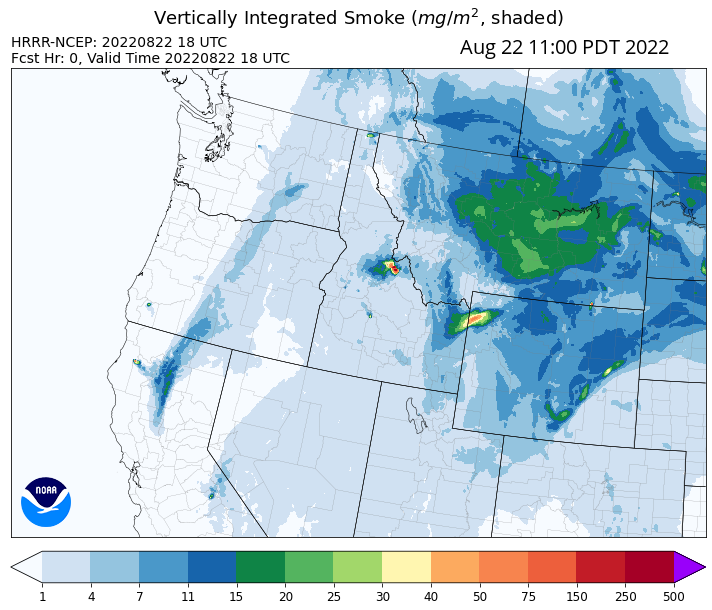 Vertically Integrated Smoke (mg/m², shaded)
HRRR-NCEP: 20220822 18 UTC
Fcst Hr: 0, Valid Time 20220822 18 UTC
Aug 22 11:00 PDT 2022
NOAA
1 4 7 11 15 20 25 30 40 50 75 150 250 500